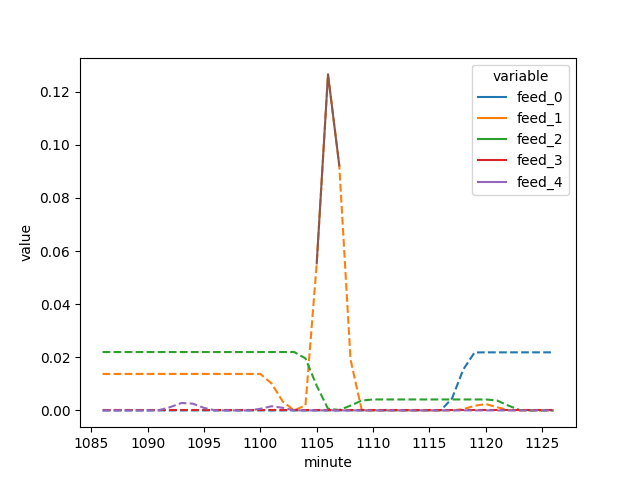 variable
feed_0
feed_1
feed_2
feed_3
feed_4
value
0.12
0.10
0.08
0.06
0.04
0.02
0.00
1085 1090 1095 1100 1105 1110 1115 1120 1125
minute